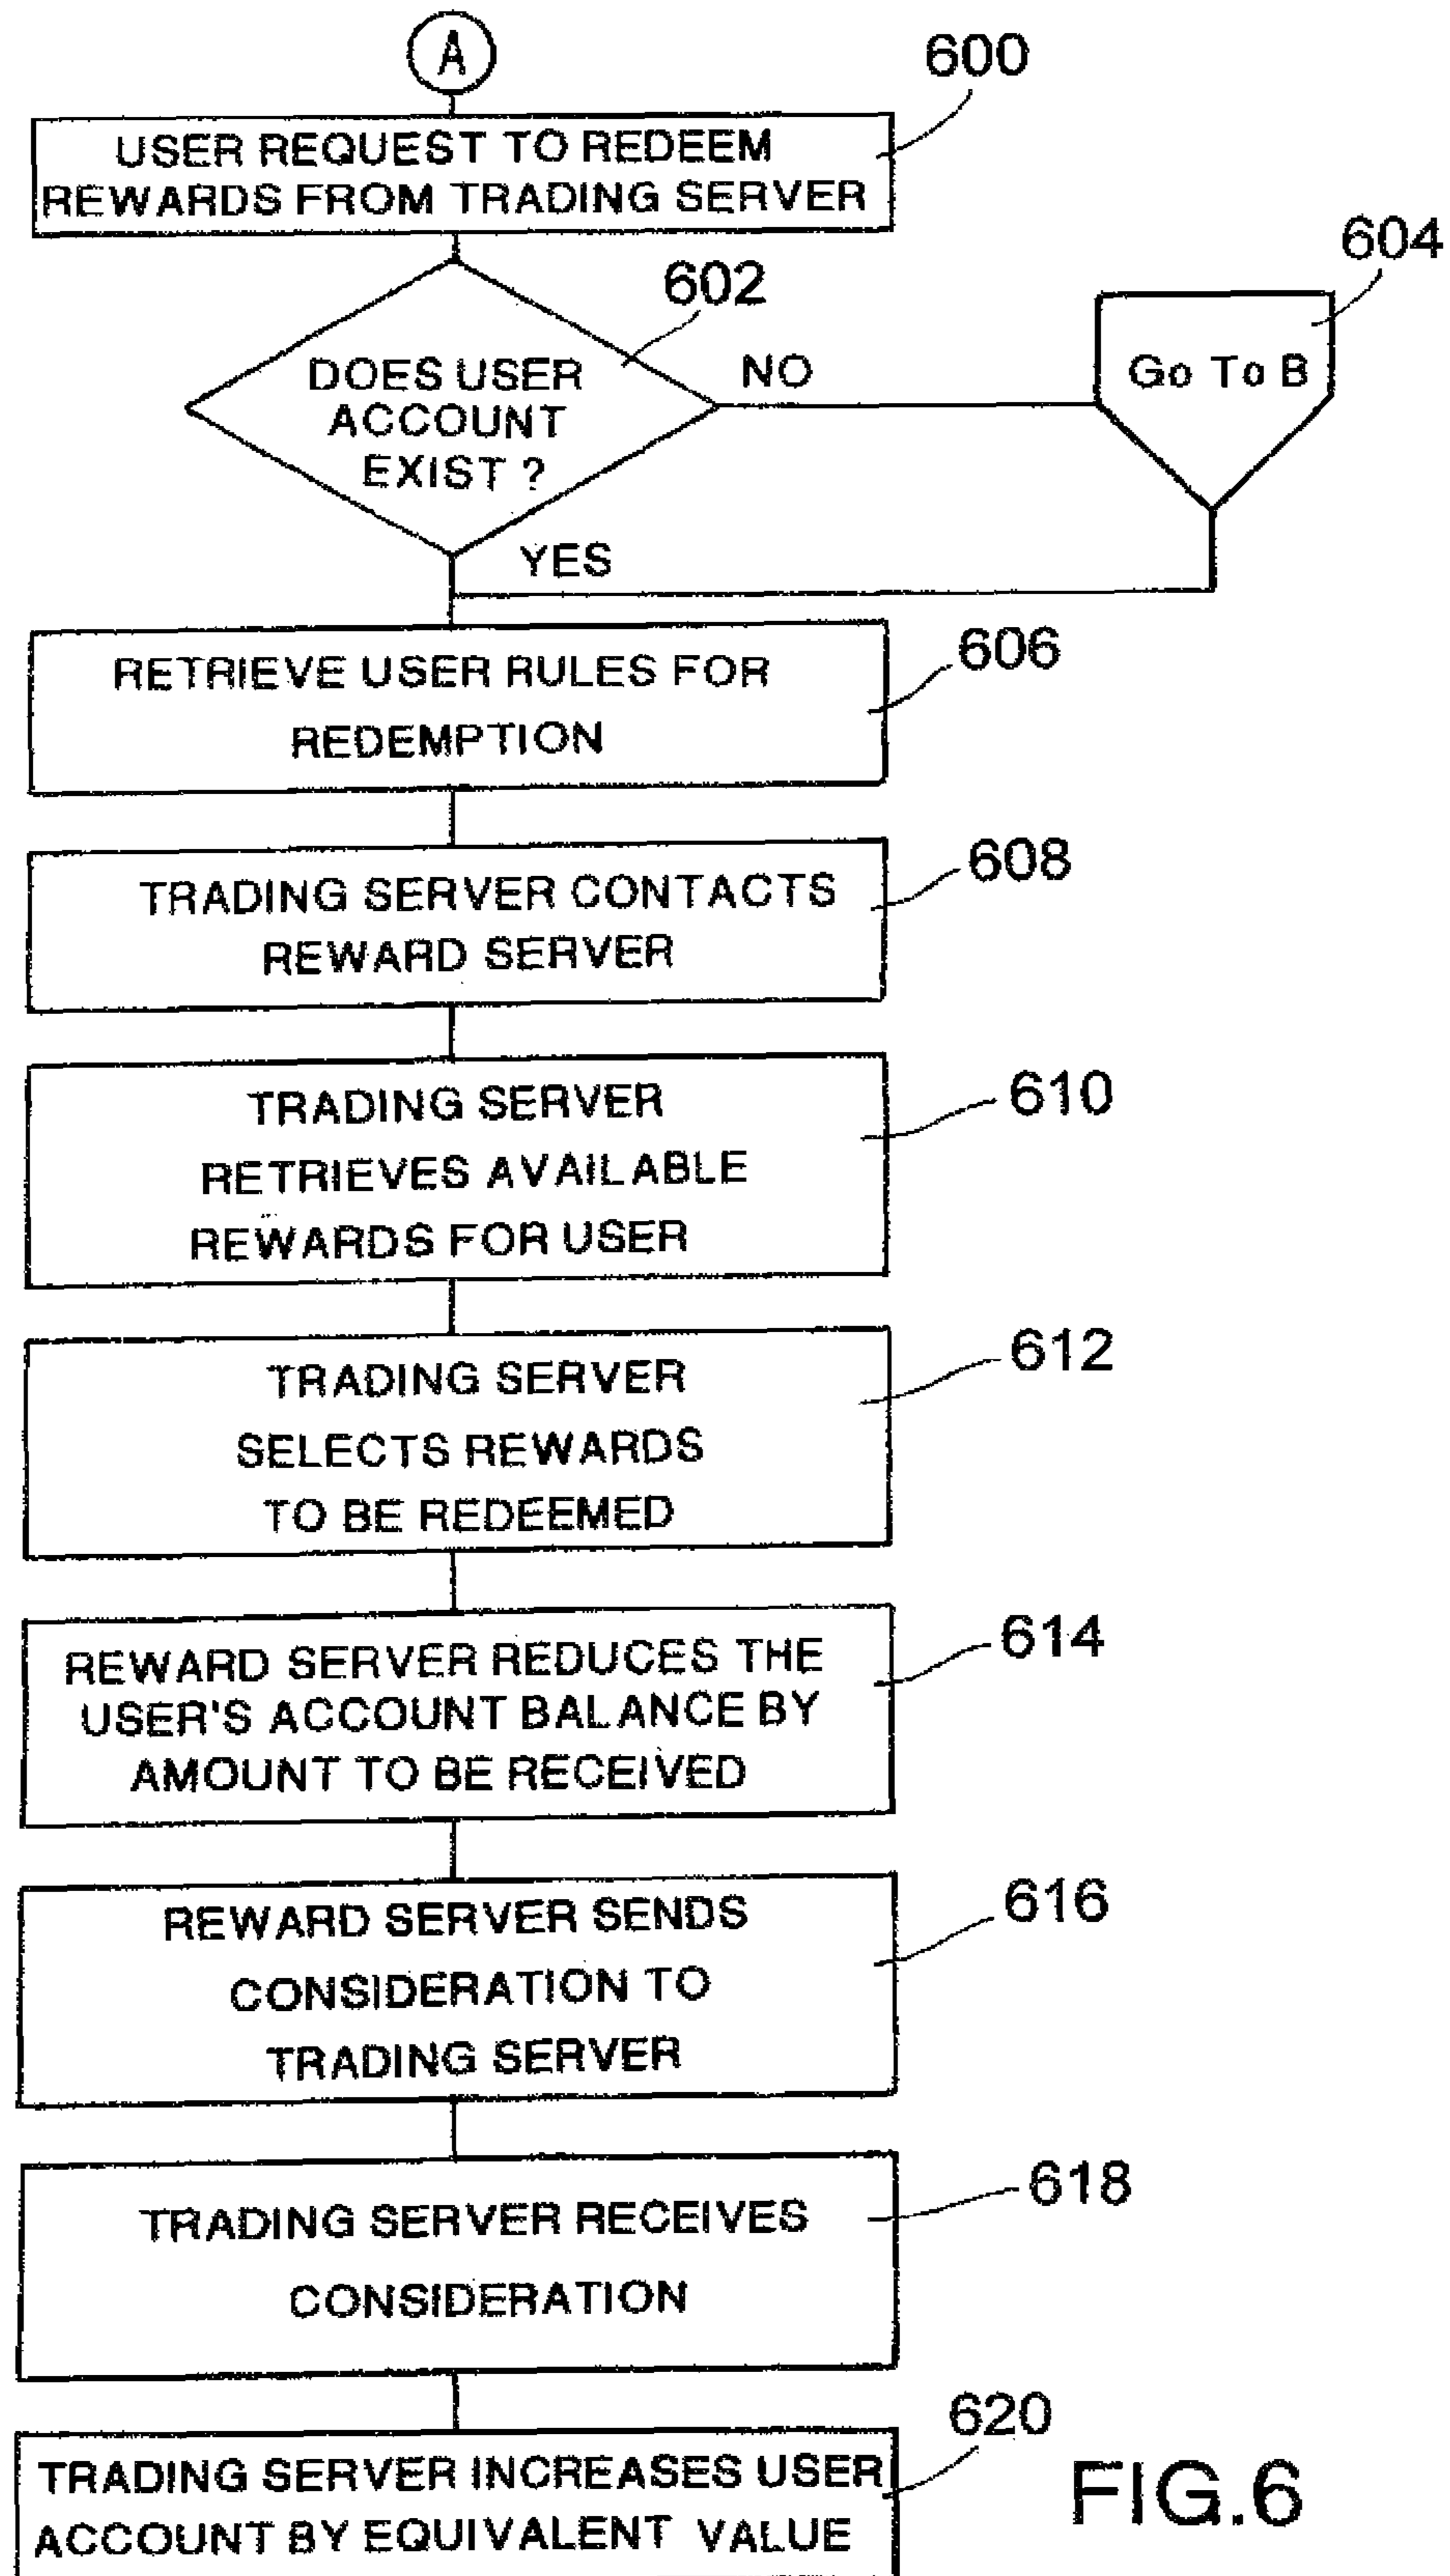 A
600
USER REQUEST TO REDEEM
REWARDS FROM TRADING SERVER
602
604
DOES USER
ACCOUNT
EXIST ?
NO
Go To B
YES
606
RETRIEVE USER RULES FOR
REDEMPTION
608
TRADING SERVER CONTACTS
REWARD SERVER
610
TRADING SERVER
RETRIEVES AVAILABLE
REWARDS FOR USER
612
TRADING SERVER
SELECTS REWARDS
TO BE REDEEMED
614
REWARD SERVER REDUCES THE
USER'S ACCOUNT BALANCE BY
AMOUNT TO BE RECEIVED
616
REWARD SERVER SENDS
CONSIDERATION TO
TRADING SERVER
618
TRADING SERVER RECEIVES
CONSIDERATION
620
TRADING SERVER INCREASES USER
ACCOUNT BY EQUIVALENT VALUE
FIG.6